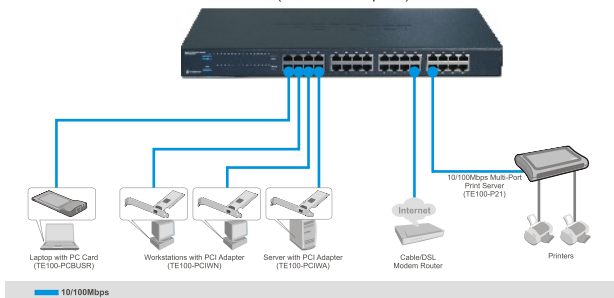 10/100Mbps Multi-Port
Print Server
(TE100-P21)
Internet
Laptop with PC Card
(TE100-PCBUSR)
Workstations with PCI Adapter
(TE100-PCIWN)
Server with PCI Adapter
(TE100-PCIWA)
Cable/DSL
Modem Router
Printers
10/100Mbps